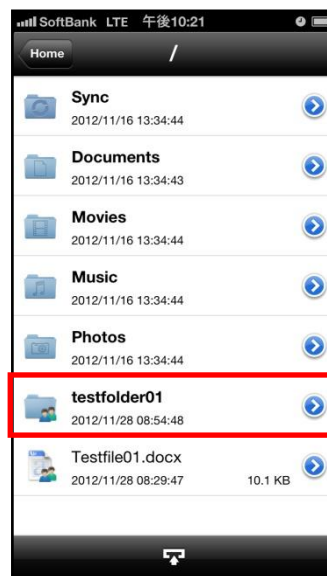 SoftBank LTE 午後10:21
Home /
Sync
2012/11/16 13:34:44
Documents
2012/11/16 13:34:43
Movies
2012/11/16 13:34:44
Music
2012/11/16 13:34:44
Photos
2012/11/16 13:34:44
testfolder01
2012/11/28 08:54:48
Testfile01.docx
2012/11/28 08:29:47 10.1 KB